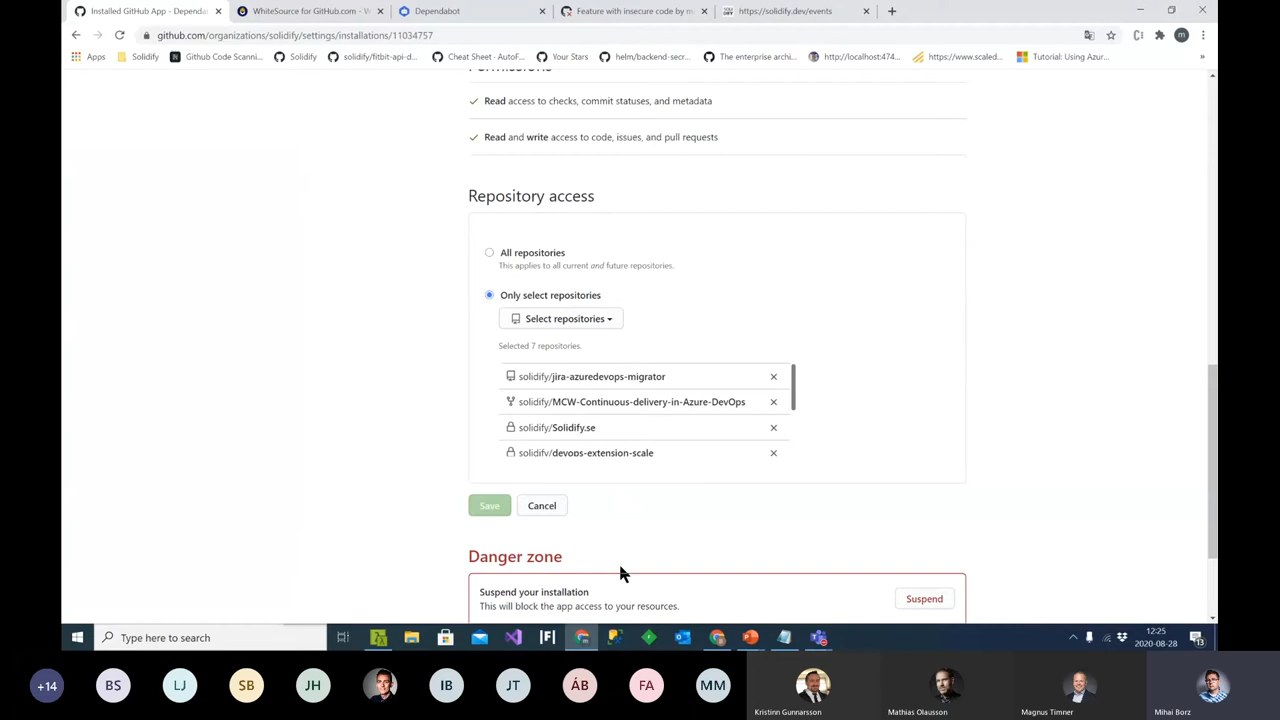 Installed GitHub App - Dependab
WhiteSource for GitHub.com - W
Dependabot
Feature with insecure code by m
https://solidify.dev/events
github.com/organizations/solidify/settings/installations/11034757
Apps
Solidify
Github Code Scanni...
Solidify
solidify/fitbit-api-d...
Cheat Sheet - AutoF...
Your Stars
helm/backend-secr...
The enterprise archi...
http://localhost:474...
https://www.scaled...
Tutorial: Using Azur...
»
Permissions
Read access to checks, commit statuses, and metadata
Read and write access to code, issues, and pull requests
Repository access
All repositories
This applies to all current and future repositories.
Only select repositories
Select repositories
Selected 7 repositories.
solidify/jira-azuredevops-migrator
solidify/MCW-Continuous-delivery-in-Azure-DevOps
solidify/Solidify.se
solidify/devops-extension-scale
Save
Cancel
Danger zone
Suspend your installation
This will block the app access to your resources.
Suspend
Type here to search
12:25
2020-08-28
13
+14
BS
LJ
SB
JH
IB
JT
ÁB
FA
MM
Kristinn Gunnarsson
Mathias Olausson
Magnus Timner
Mihai Borz